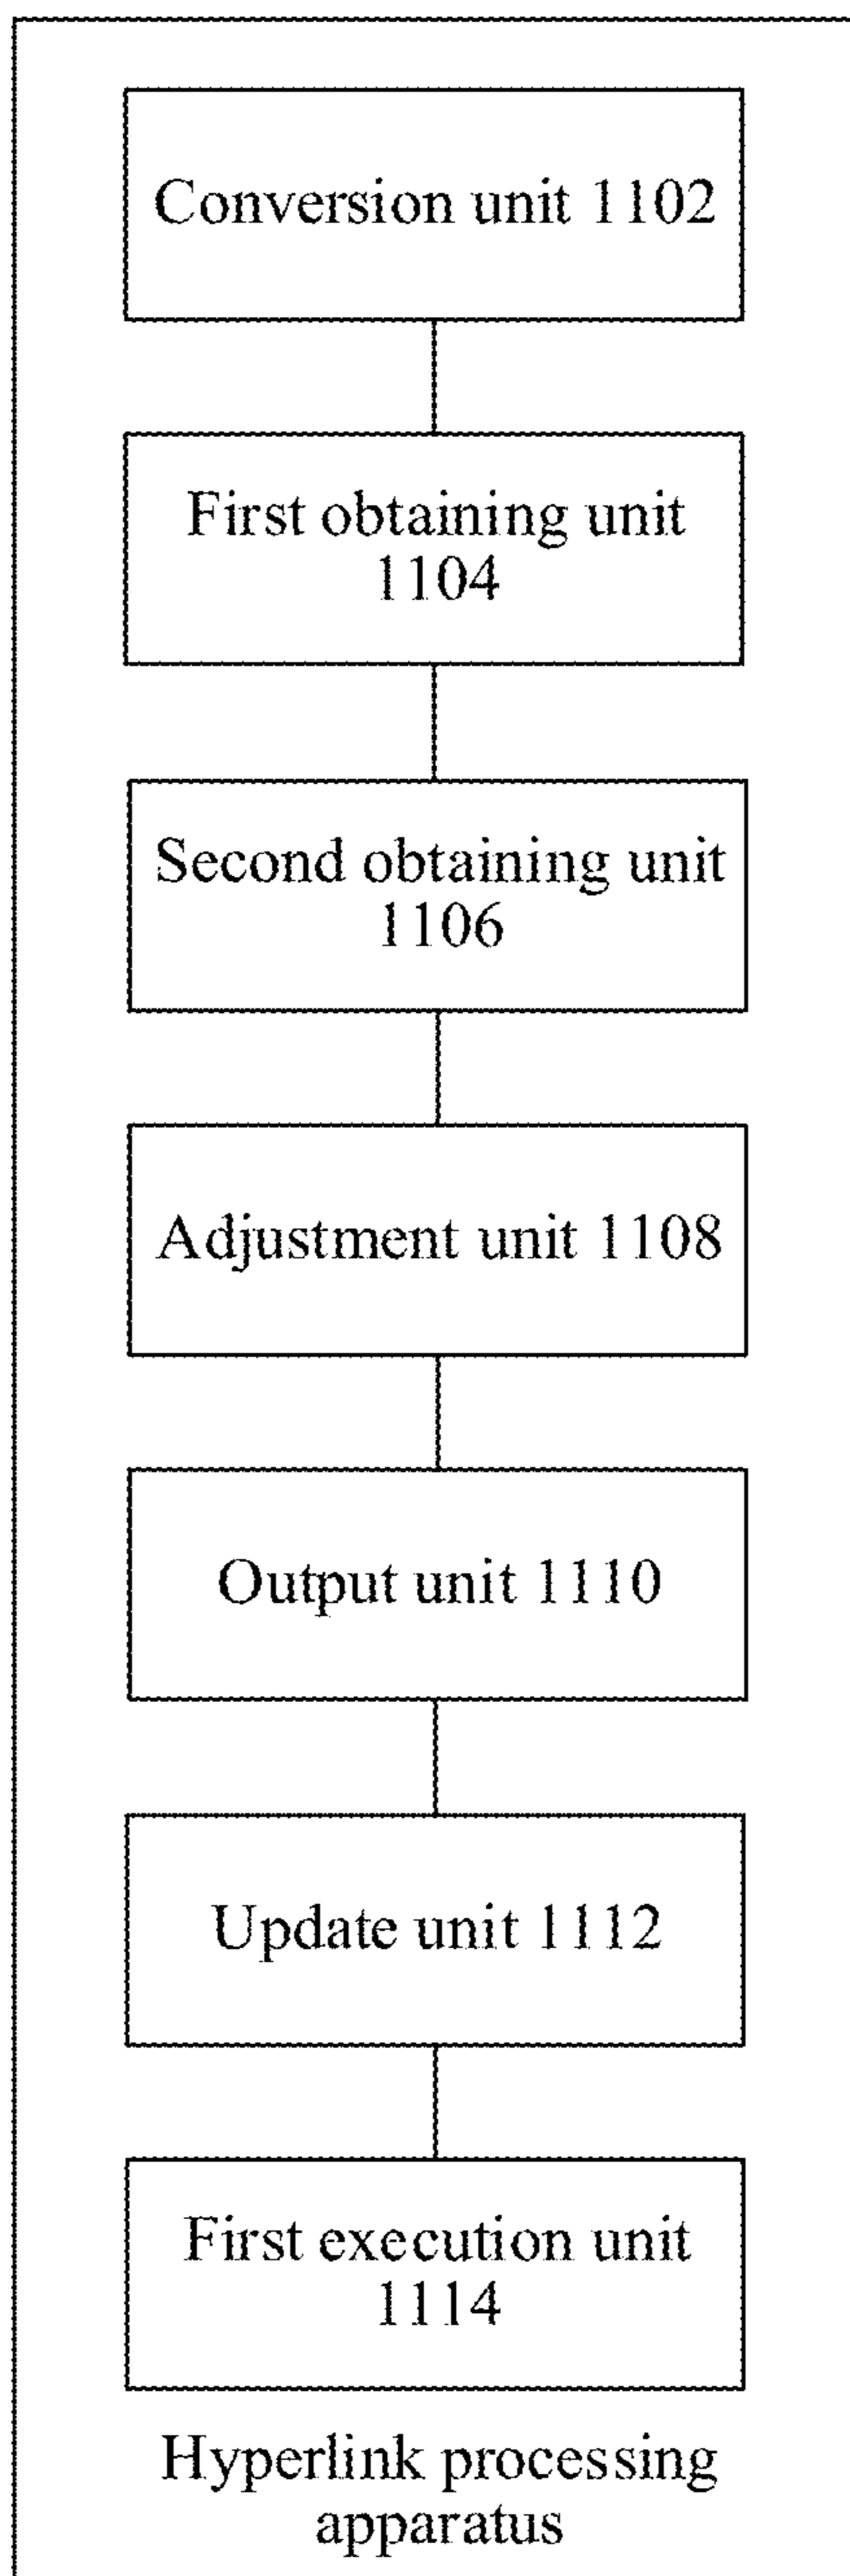 Conversion unit 1102
First obtaining unit
1104
Second obtaining unit
1106
Adjustment unit 1108
Output unit 1110
Update unit 1112
First execution unit
1114
Hyperlink processing
apparatus